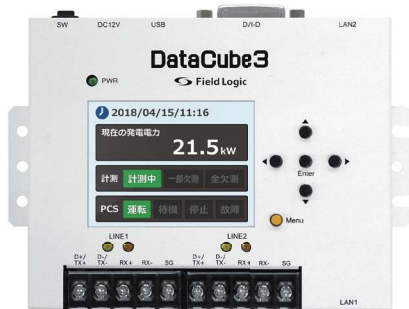 SW DC12V USB D/I-D LAN2
DataCube3
PWR
Field Logic
2018/04/15/11:16
現在の発電電力
21.5kW
計測 計測中 一部欠測 全欠測
PCS 運転 待機 停止 故障
Enter
Menu
LINE1 LINE2
D+/TX+ D-/TX- RX+ RX- SG D+/TX+ D-/TX- RX+ RX- SG
LAN1